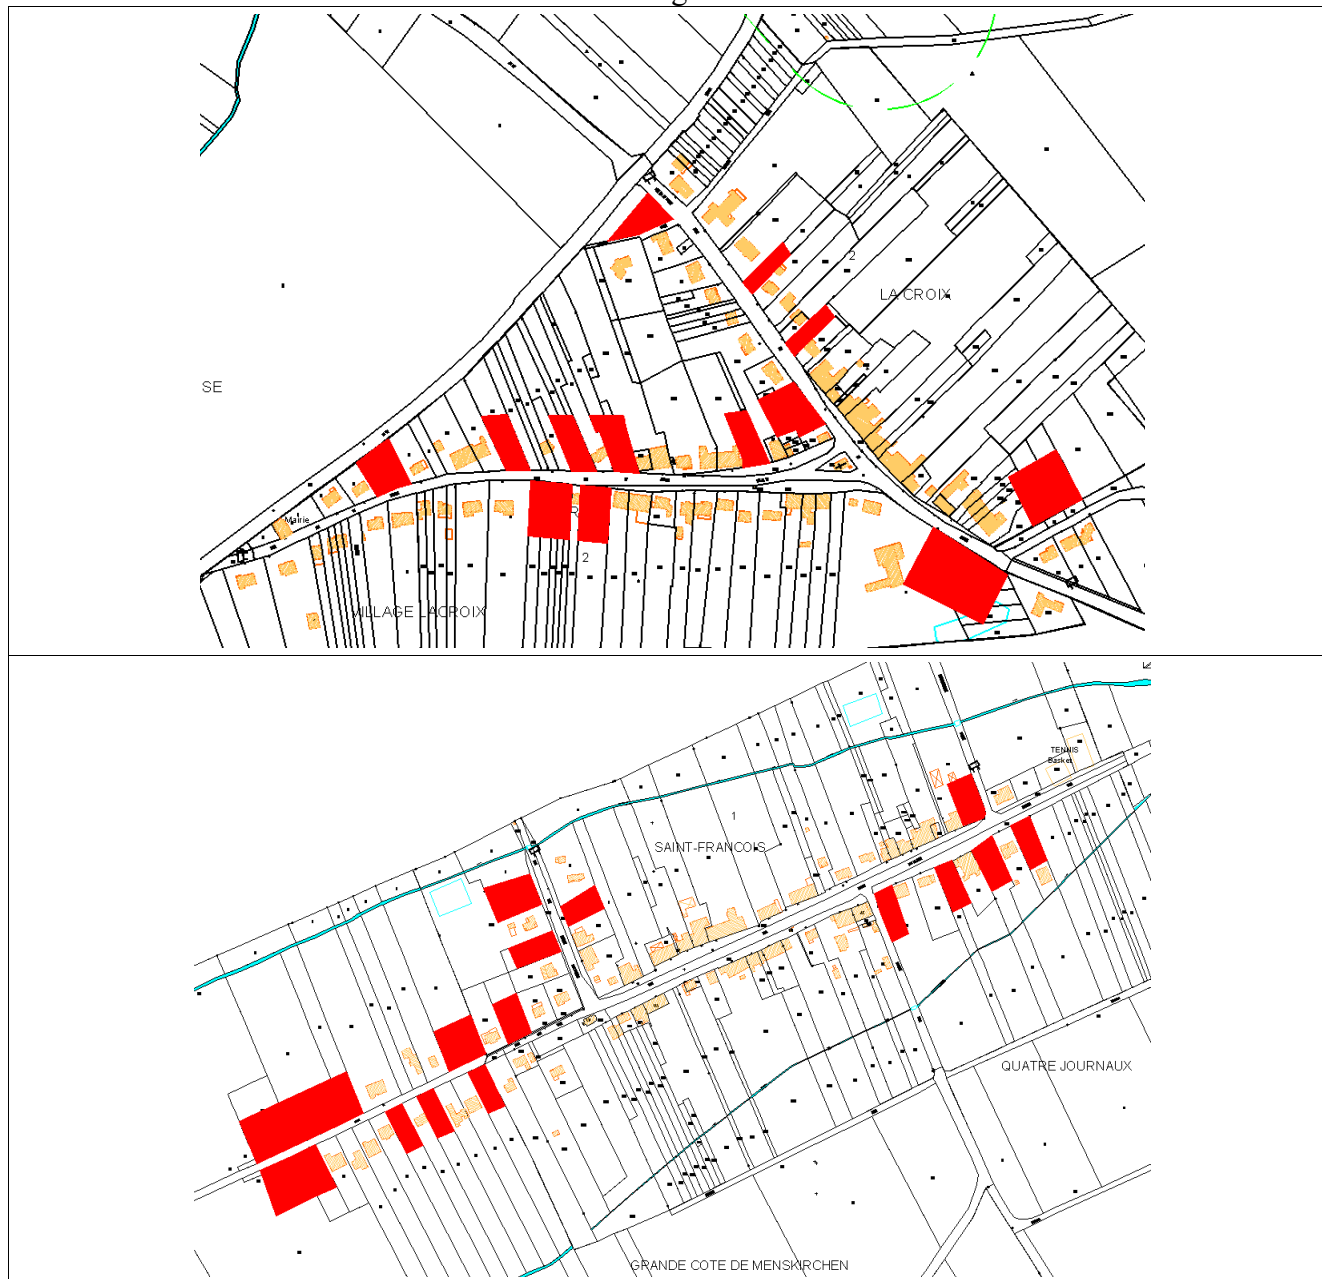 2
LA CROIX
SE
Mairie
R
2
VILLAGE LACROIX
TENNIS
Basket
1
SAINT-FRANCOIS
QUATRE JOURNAUX
GRANDE COTE DE MENSKIRCHEN